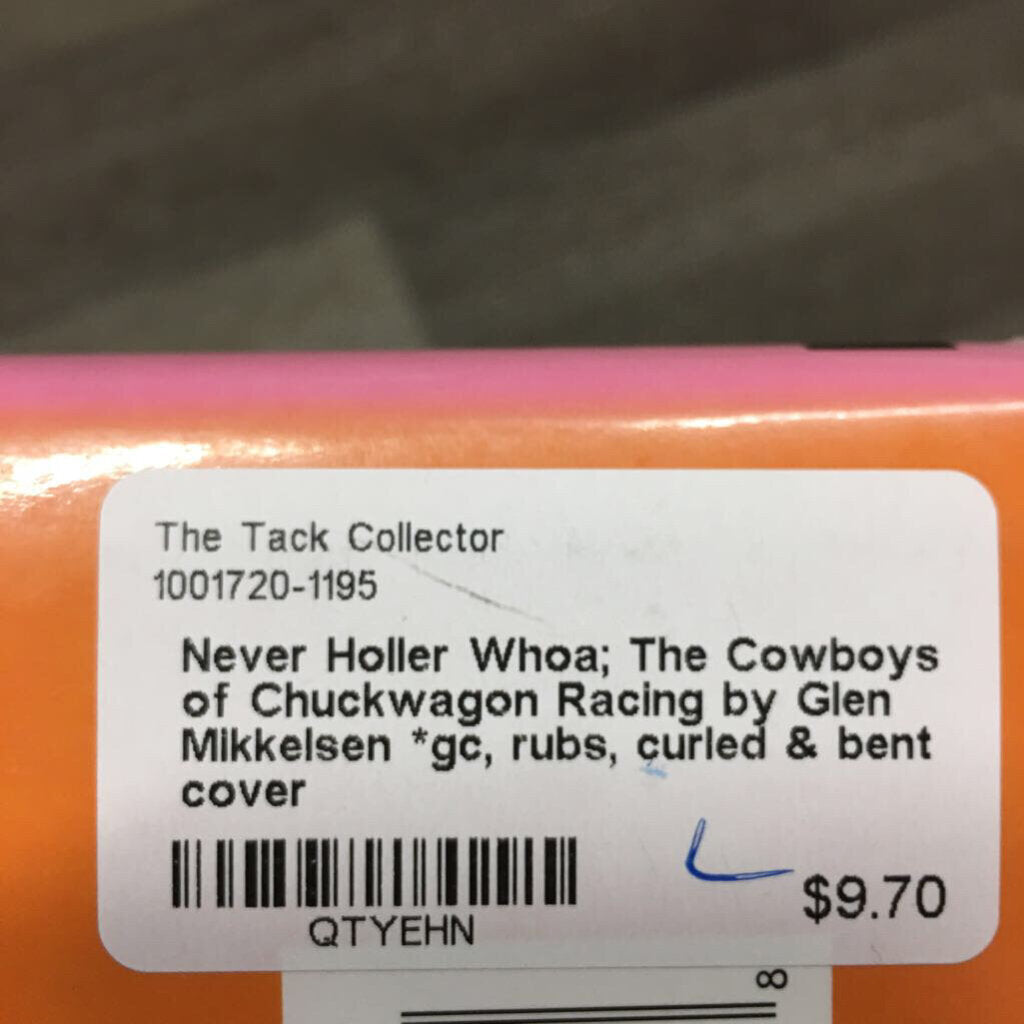 The Tack Collector
1001720-1195
Never Holler Whoa; The Cowboys
of Chuckwagon Racing by Glen
Mikkelsen *gc, rubs, curled & bent
cover
$9.70
QTYEHN
8